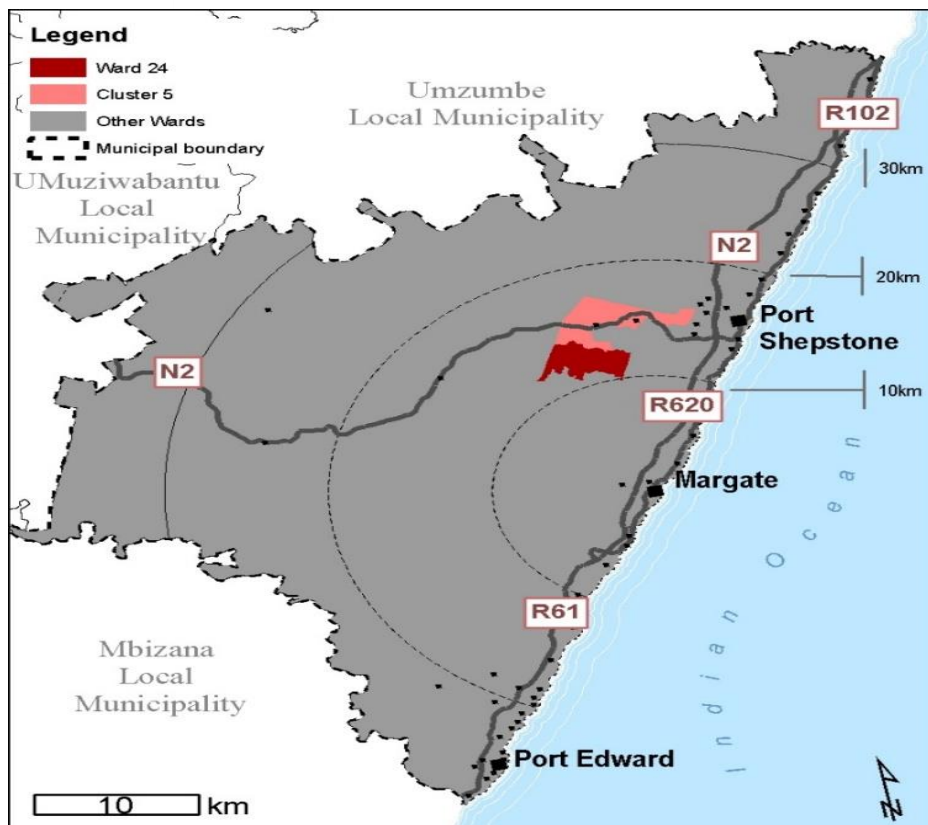 Legend
Ward 24
Cluster 5
Other Wards
Municipal boundary
Umzumbe
Local Municipality
UMuziwabantu
Local
Municipality
R102
30km
N2
20km
Port
Shepstone
N2
10km
R620
Margate
R61
Indian Ocean
Mbizana
Local
Municipality
Port Edward
10 km
N